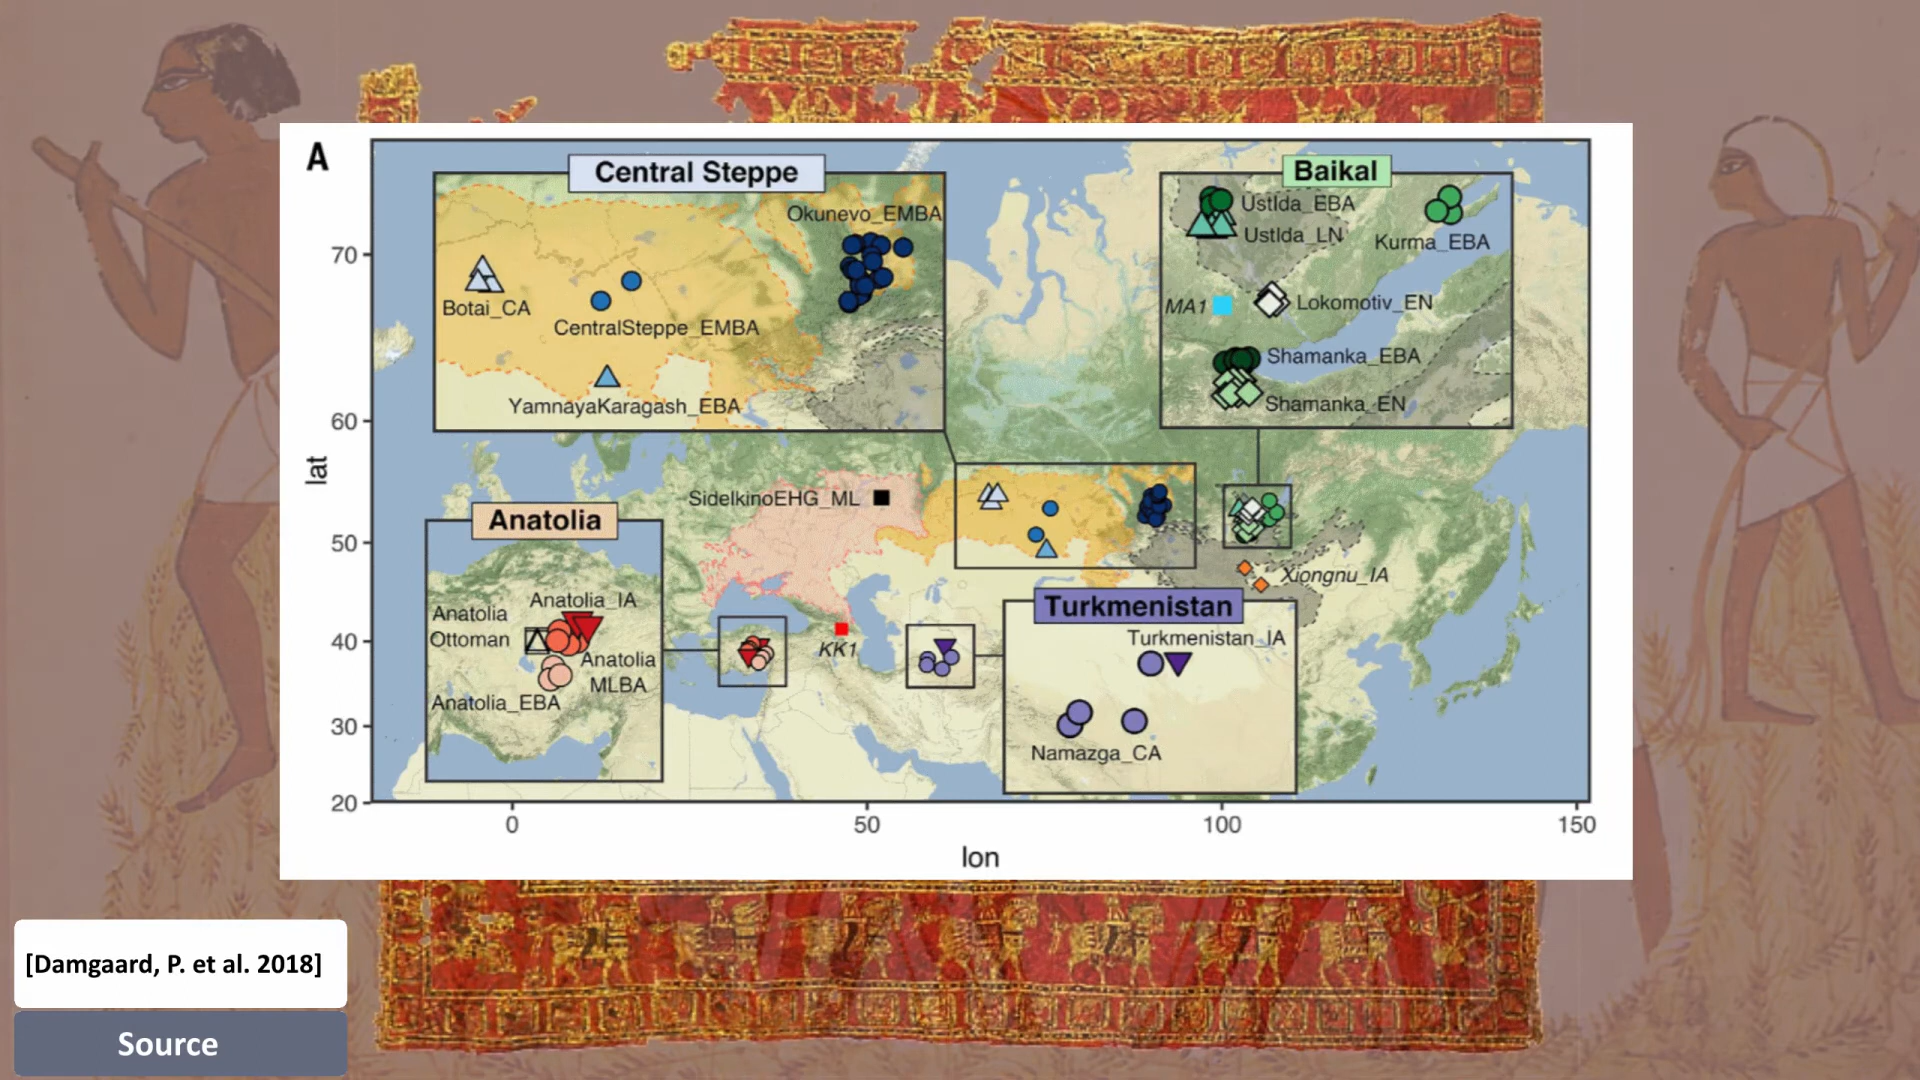 A
Central Steppe
Okunevo_EMBA
Botai_CA
CentralSteppe_EMBA
YamnayaKaragash_EBA
Baikal
UstIda_EBA
UstIda_LN
Kurma_EBA
MA1
Lokomotiv_EN
Shamanka_EBA
Shamanka_EN
SidelkinoEHG_ML
Anatolia
Anatolia_IA
Anatolia
Ottoman
Anatolia
MLBA
Anatolia_EBA
KK1
Xiongnu_IA
Turkmenistan
Turkmenistan_IA
Namazga_CA
lat
70
60
50
40
30
20
0
50
100
150
lon
[Damgaard, P. et al. 2018]
Source